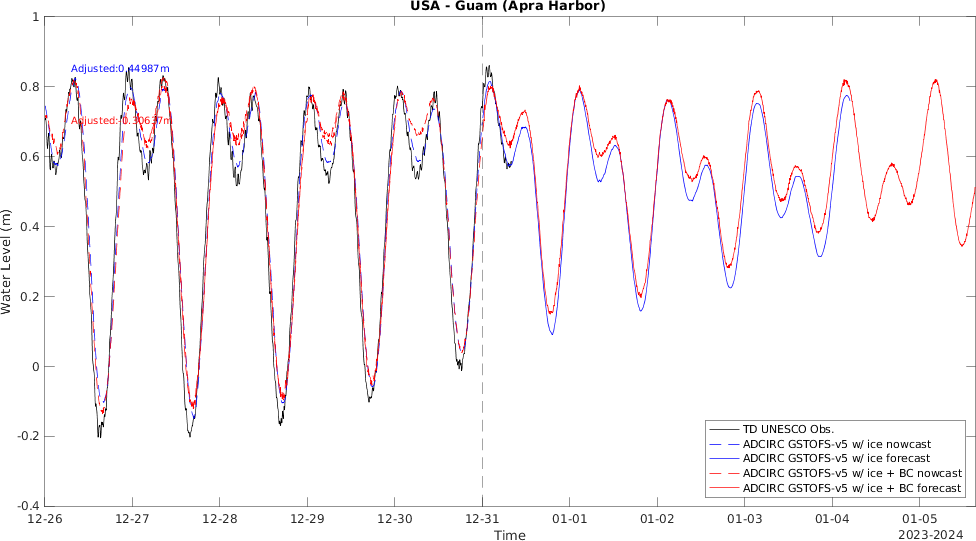 USA - Guam (Apra Harbor)
1
0.8
0.6
0.4
0.2
0
-0.2
-0.4
Water Level (m)
Adjusted:0.44987m
12-26
12-27
12-28
12-29
12-30
12-31
01-01
01-02
01-03
01-04
01-05
Time
2023-2024
TD UNESCO Obs.
ADCIRC GSTOFS-v5 w/ ice nowcast
ADCIRC GSTOFS-v5 w/ ice forecast
ADCIRC GSTOFS-v5 w/ ice + BC nowcast
ADCIRC GSTOFS-v5 w/ ice + BC forecast